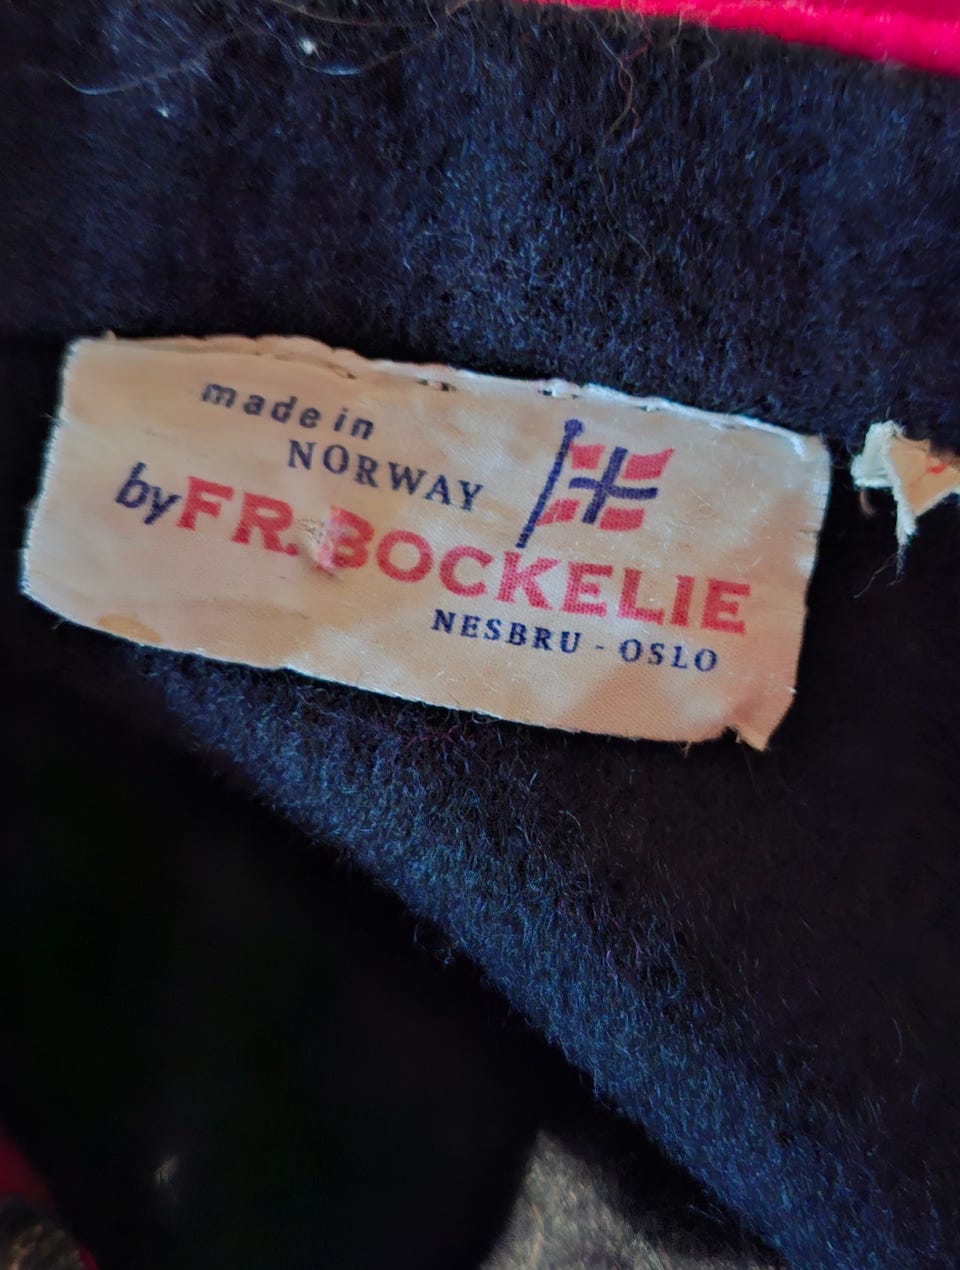 made in
NORWAY
by FR. BOCKELIE
NESBRU - OSLO